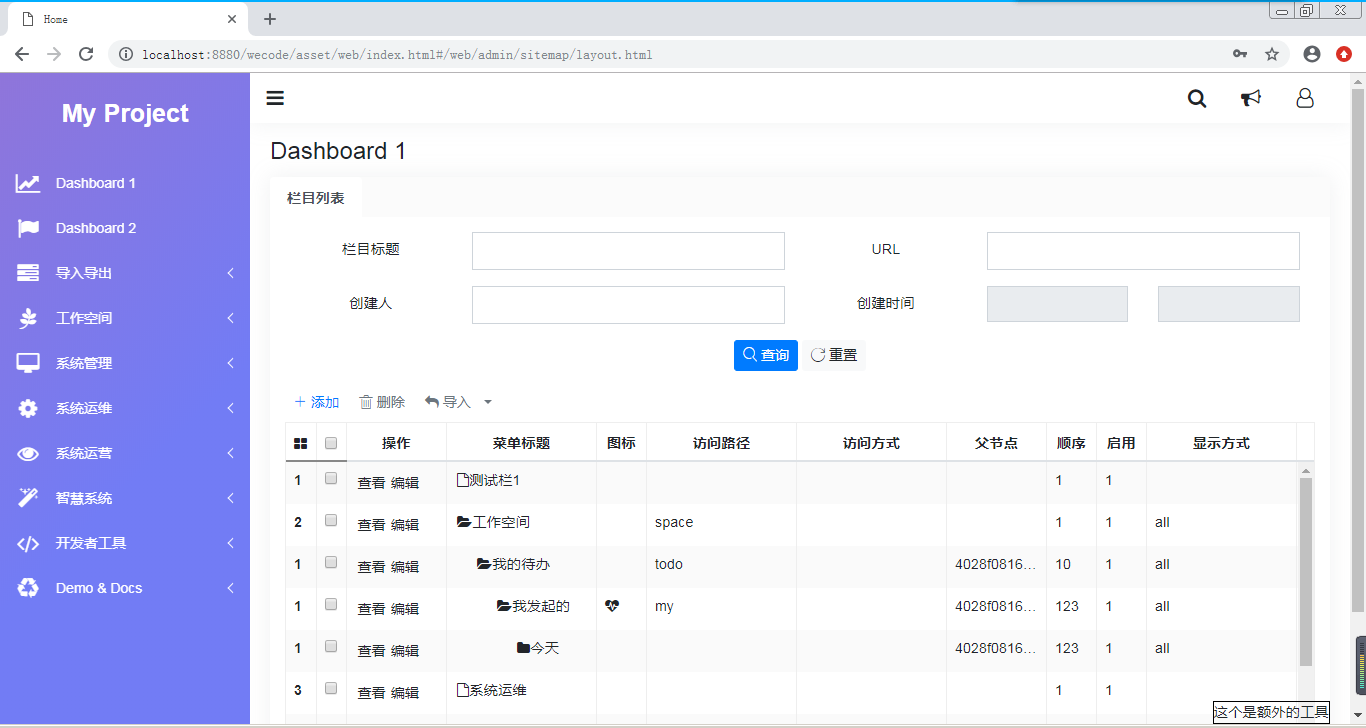 Home
localhost:8880/wecode/asset/web/index.html#/web/admin/sitemap/layout.html
My Project
Dashboard 1
Dashboard 2
导入导出
工作空间
系统管理
系统运维
系统运营
智慧系统
开发者工具
Demo & Docs
Dashboard 1
栏目列表
栏目标题 URL
创建人 创建时间
查询 重置
添加 删除 导入
操作 菜单标题 图标 访问路径 访问方式 父节点 顺序 启用 显示方式
1 查看 编辑 测试栏1 1 1
2 查看 编辑 工作空间 space 1 1 all
1 查看 编辑 我的待办 todo 4028f0816... 10 1 all
1 查看 编辑 我发起的 my 4028f0816... 123 1 all
1 查看 编辑 今天 4028f0816... 123 1 all
3 查看 编辑 系统运维 1 1
这个是额外的工具